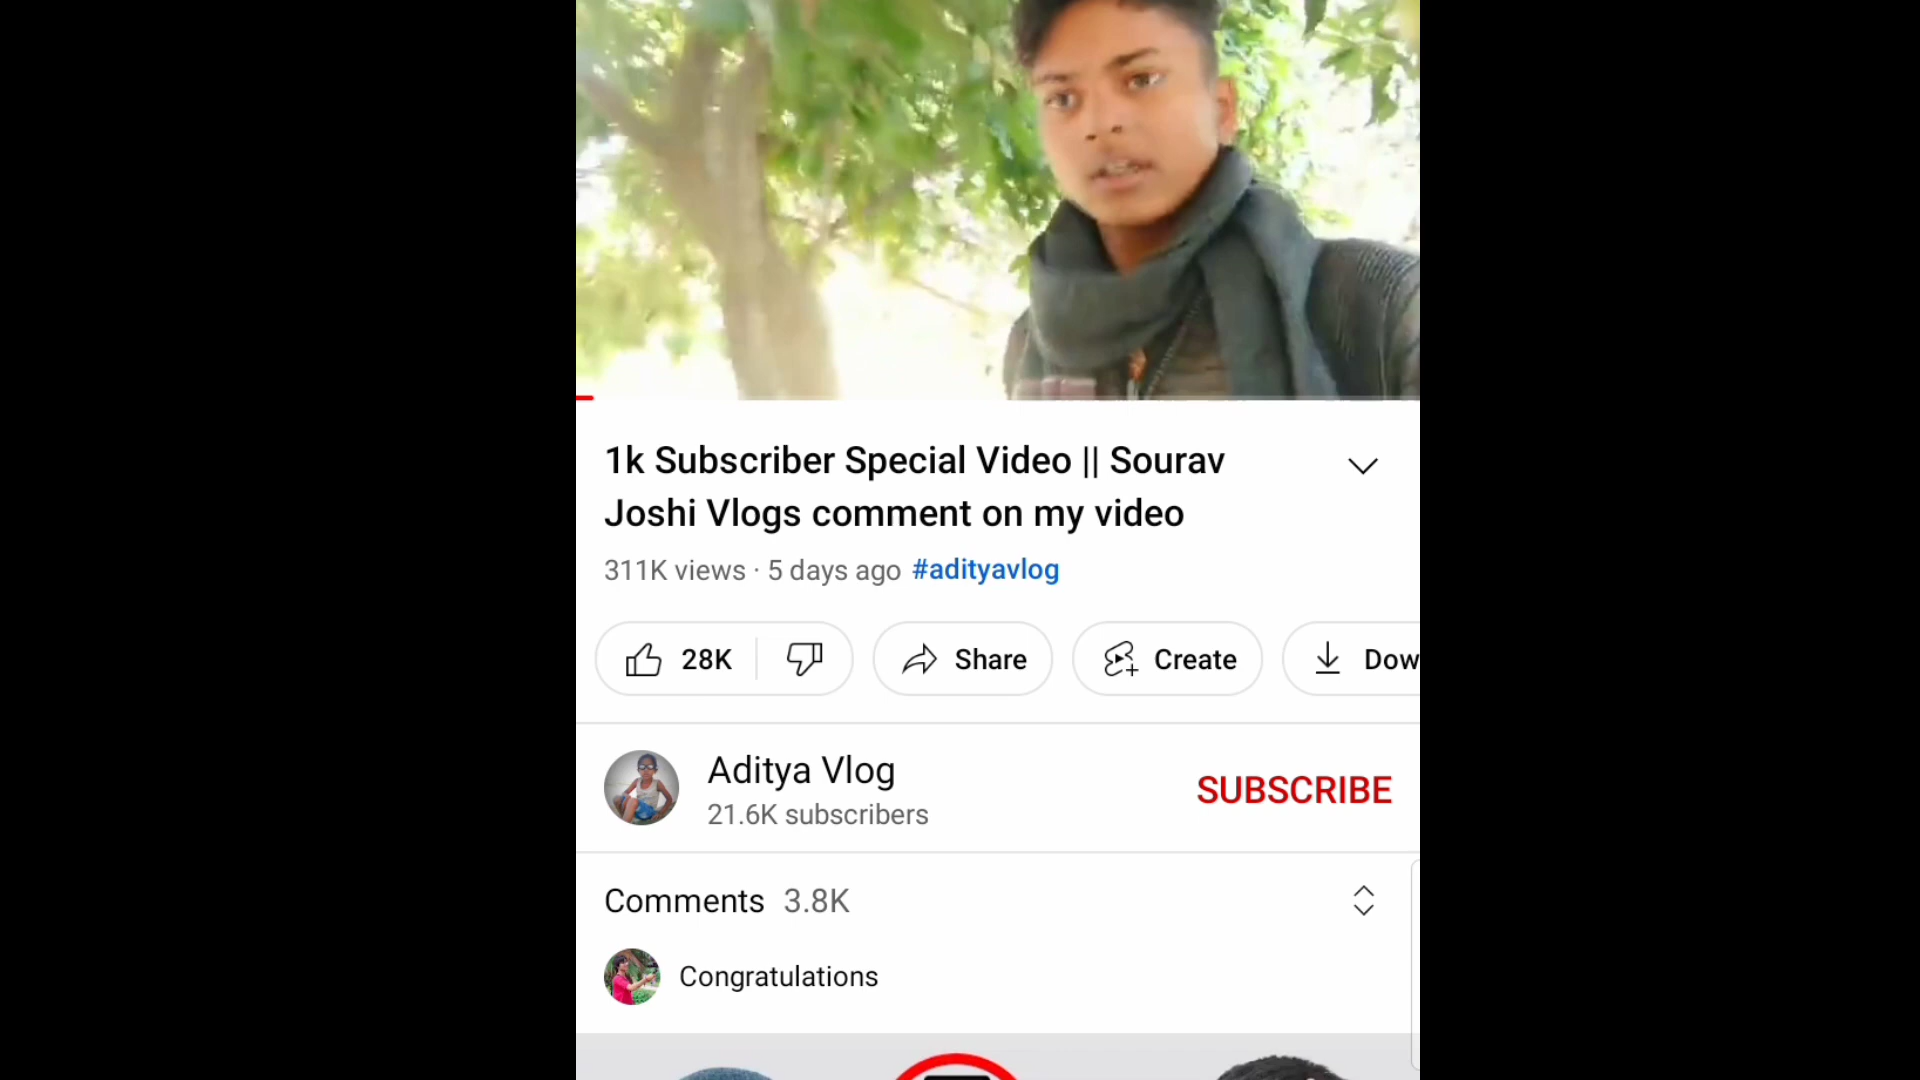 1k Subscriber Special Video || Sourav
Joshi Vlogs comment on my video
311K views · 5 days ago #adityavlog
28K
Share
Create
Dow
Aditya Vlog
21.6K subscribers
SUBSCRIBE
Comments 3.8K
Congratulations